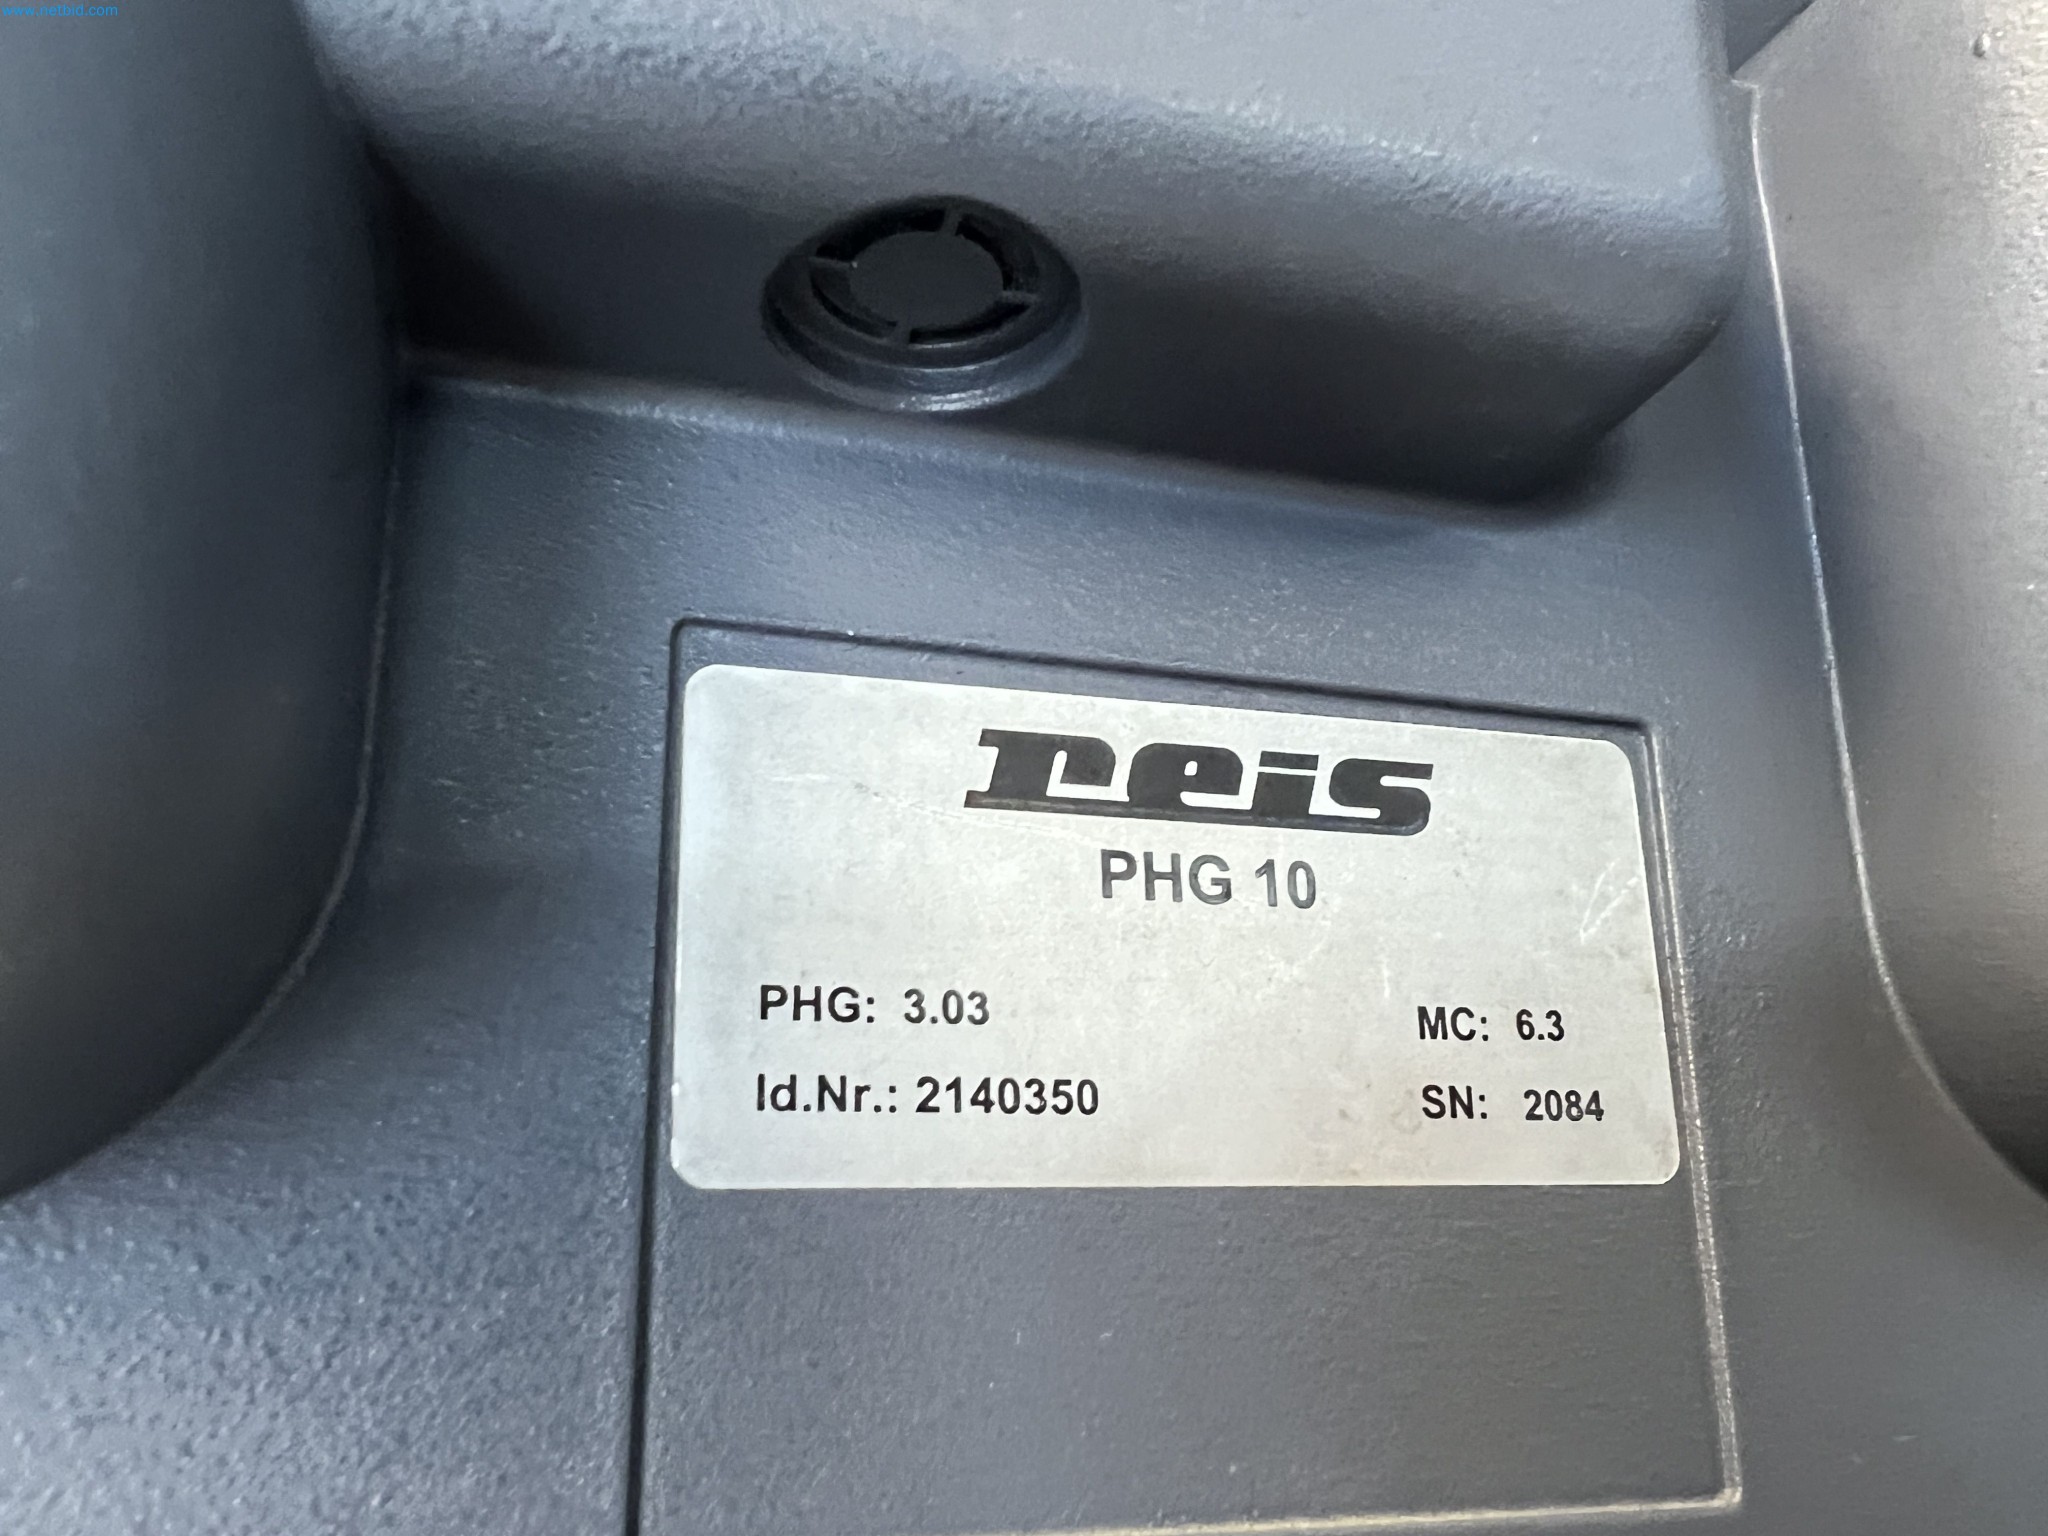 www.netbid.com
reis
PHG 10
PHG: 3.03 MC: 6.3
Id.Nr.: 2140350 SN: 2084